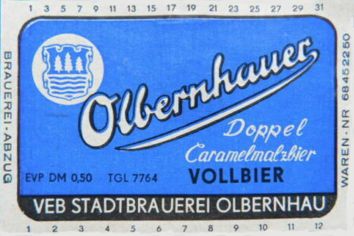 1 3 5 7 9 11 13 15 17 19 21 23 25 27 29 31
BRAUEREI-ABZUG
Olbernhauer
Doppel
Caramelmalzbier
EVP DM 0,50 TGL 7764 VOLLBIER
VEB STADTBRAUEREI OLBERNHAU
WAREN-NR 68452250
1 2 3 4 5 6 7 8 9 10 11 12